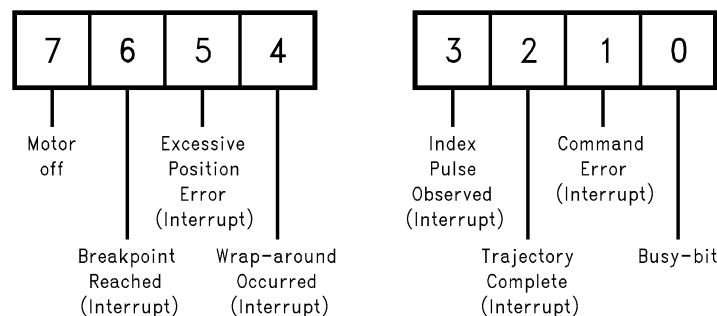 7 6 5 4 3 2 1 0
Motor
off
Excessive
Position
Error
(Interrupt)
Index
Pulse
Observed
(Interrupt)
Command
Error
(Interrupt)
Breakpoint
Reached
(Interrupt)
Wrap-around
Occurred
(Interrupt)
Trajectory
Complete
(Interrupt)
Busy-bit